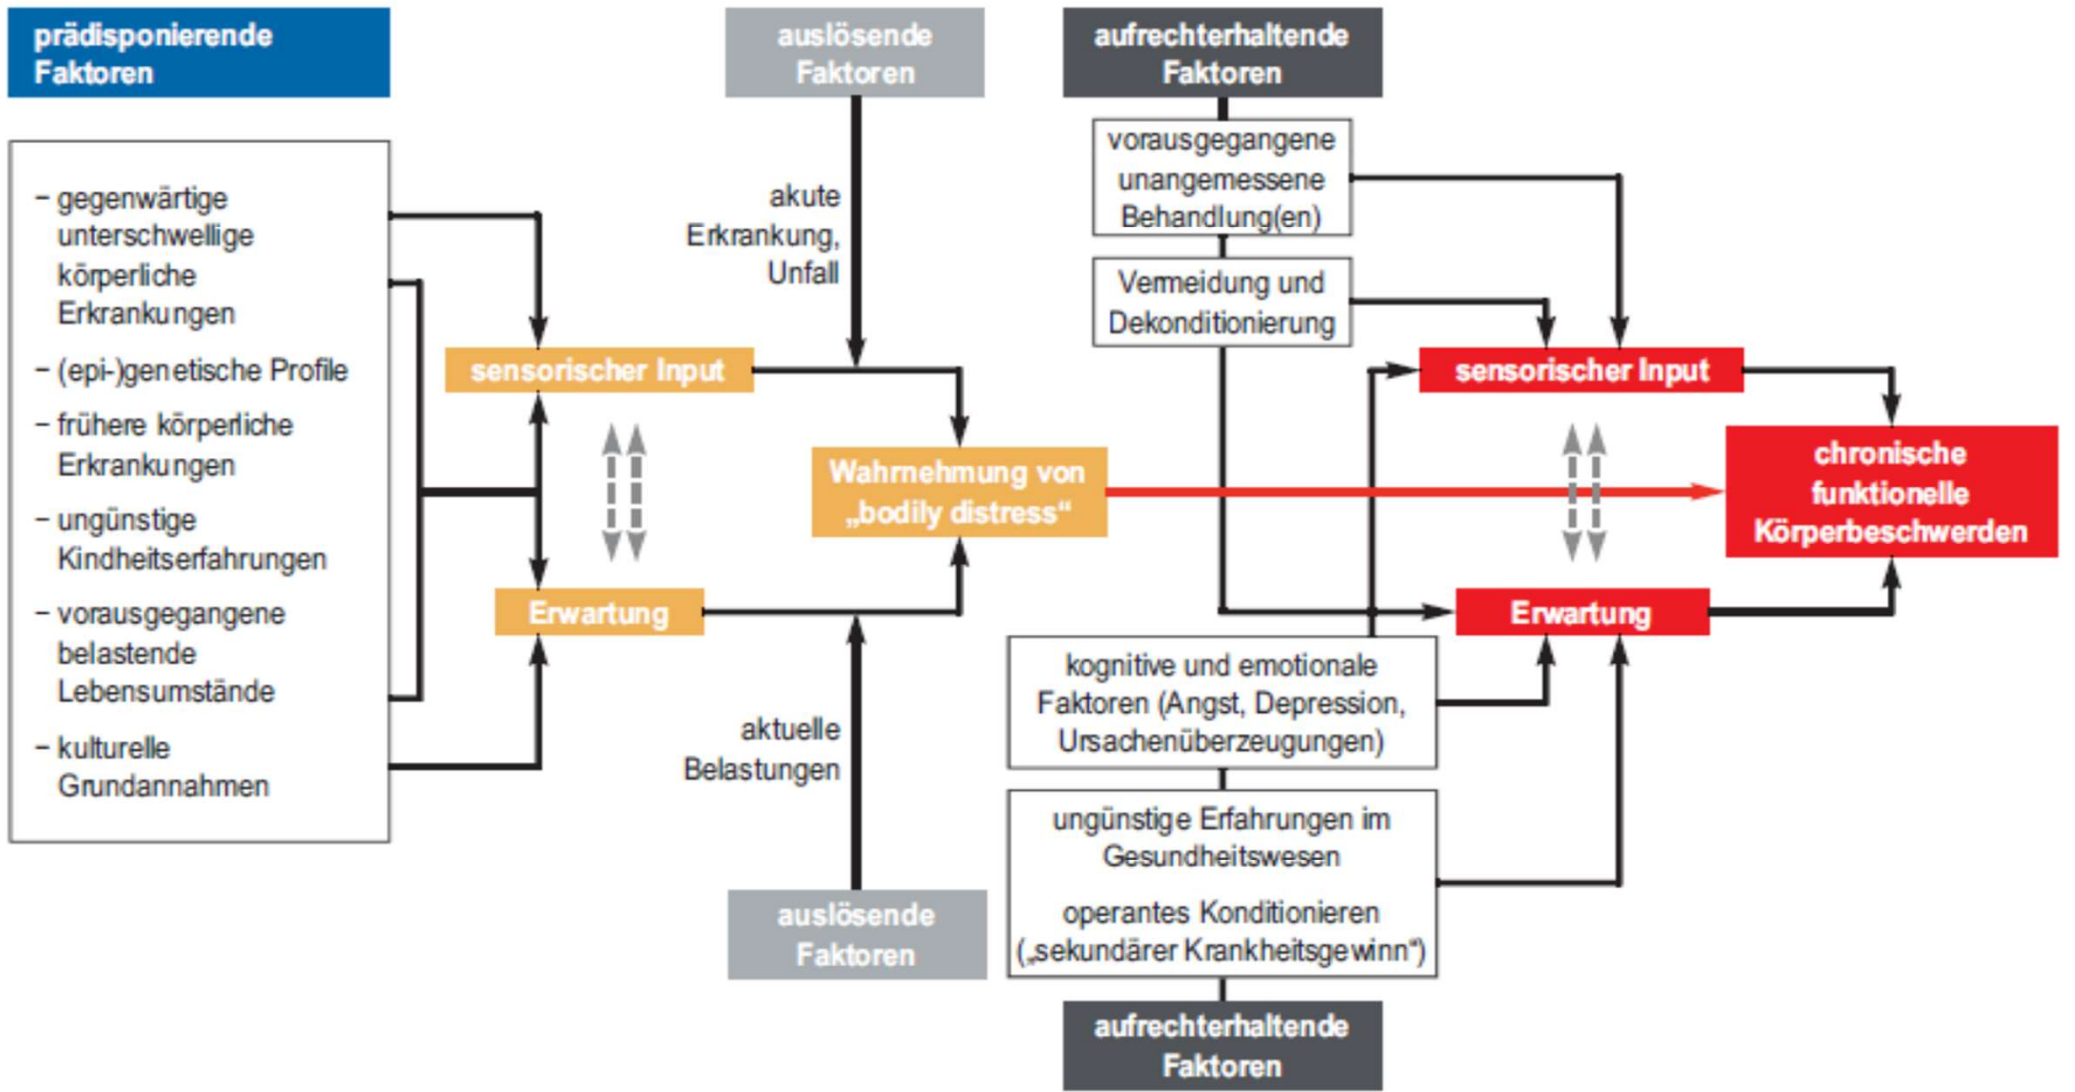 prädisponierende
Faktoren
– gegenwärtige
unterschwellige
körperliche
Erkrankungen
– (epi-)genetische Profile
– frühere körperliche
Erkrankungen
– ungünstige
Kindheitserfahrungen
– vorausgegangene
belastende
Lebensumstände
– kulturelle
Grundannahmen
sensorischer Input
Erwartung
auslösende
Faktoren
akute
Erkrankung,
Unfall
Wahrnehmung von
„bodily distress“
aktuelle
Belastungen
auslösende
Faktoren
aufrechterhaltende
Faktoren
vorausgegangene
unangemessene
Behandlung(en)
Vermeidung und
Dekonditionierung
sensorischer Input
chronische
funktionelle
Körperbeschwerden
Erwartung
kognitive und emotionale
Faktoren (Angst, Depression,
Ursachenüberzeugungen)
ungünstige Erfahrungen im
Gesundheitswesen
operantes Konditionieren
(„sekundärer Krankheitsgewinn“)
aufrechterhaltende
Faktoren